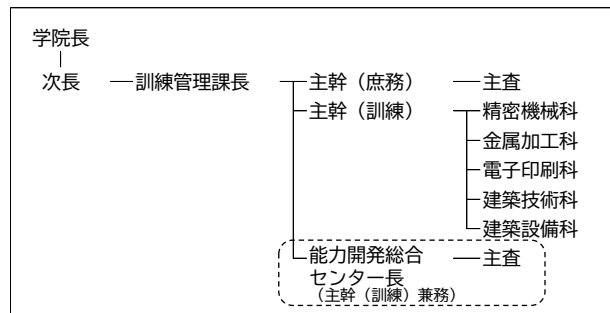 学院長
次長 訓練管理課長 主幹（庶務） 主査
主幹（訓練） 精密機械科
金属加工科
電子印刷科
建築技術科
建築設備科
能力開発総合 主査
センター長
（主幹（訓練）兼務）